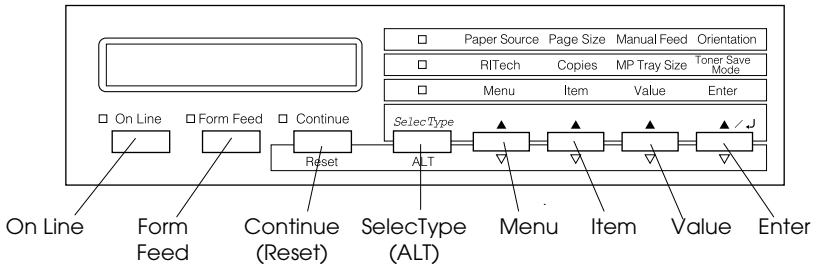 Paper Source Page Size Manual Feed Orientation
RITech Copies MP Tray Size Toner Save Mode
Menu Item Value Enter
On Line Form Feed Continue SelecType
Reset ALT
On Line Form Feed Continue (Reset) SelecType (ALT) Menu Item Value Enter